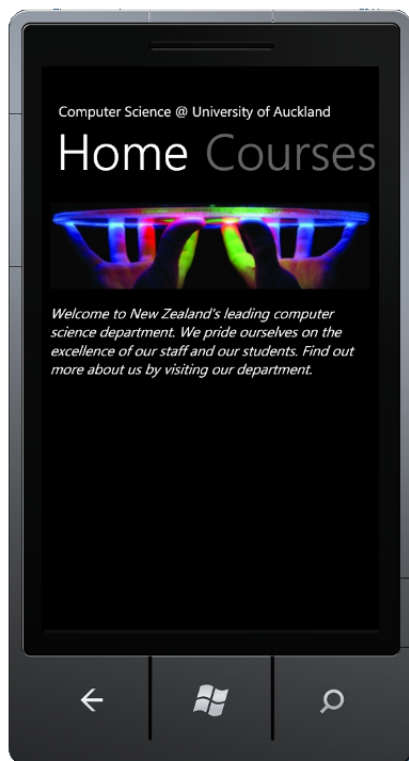 Computer Science @ University of Auckland
Home Courses
Welcome to New Zealand's leading computer
science department. We pride ourselves on the
excellence of our staff and our students. Find out
more about us by visiting our department.